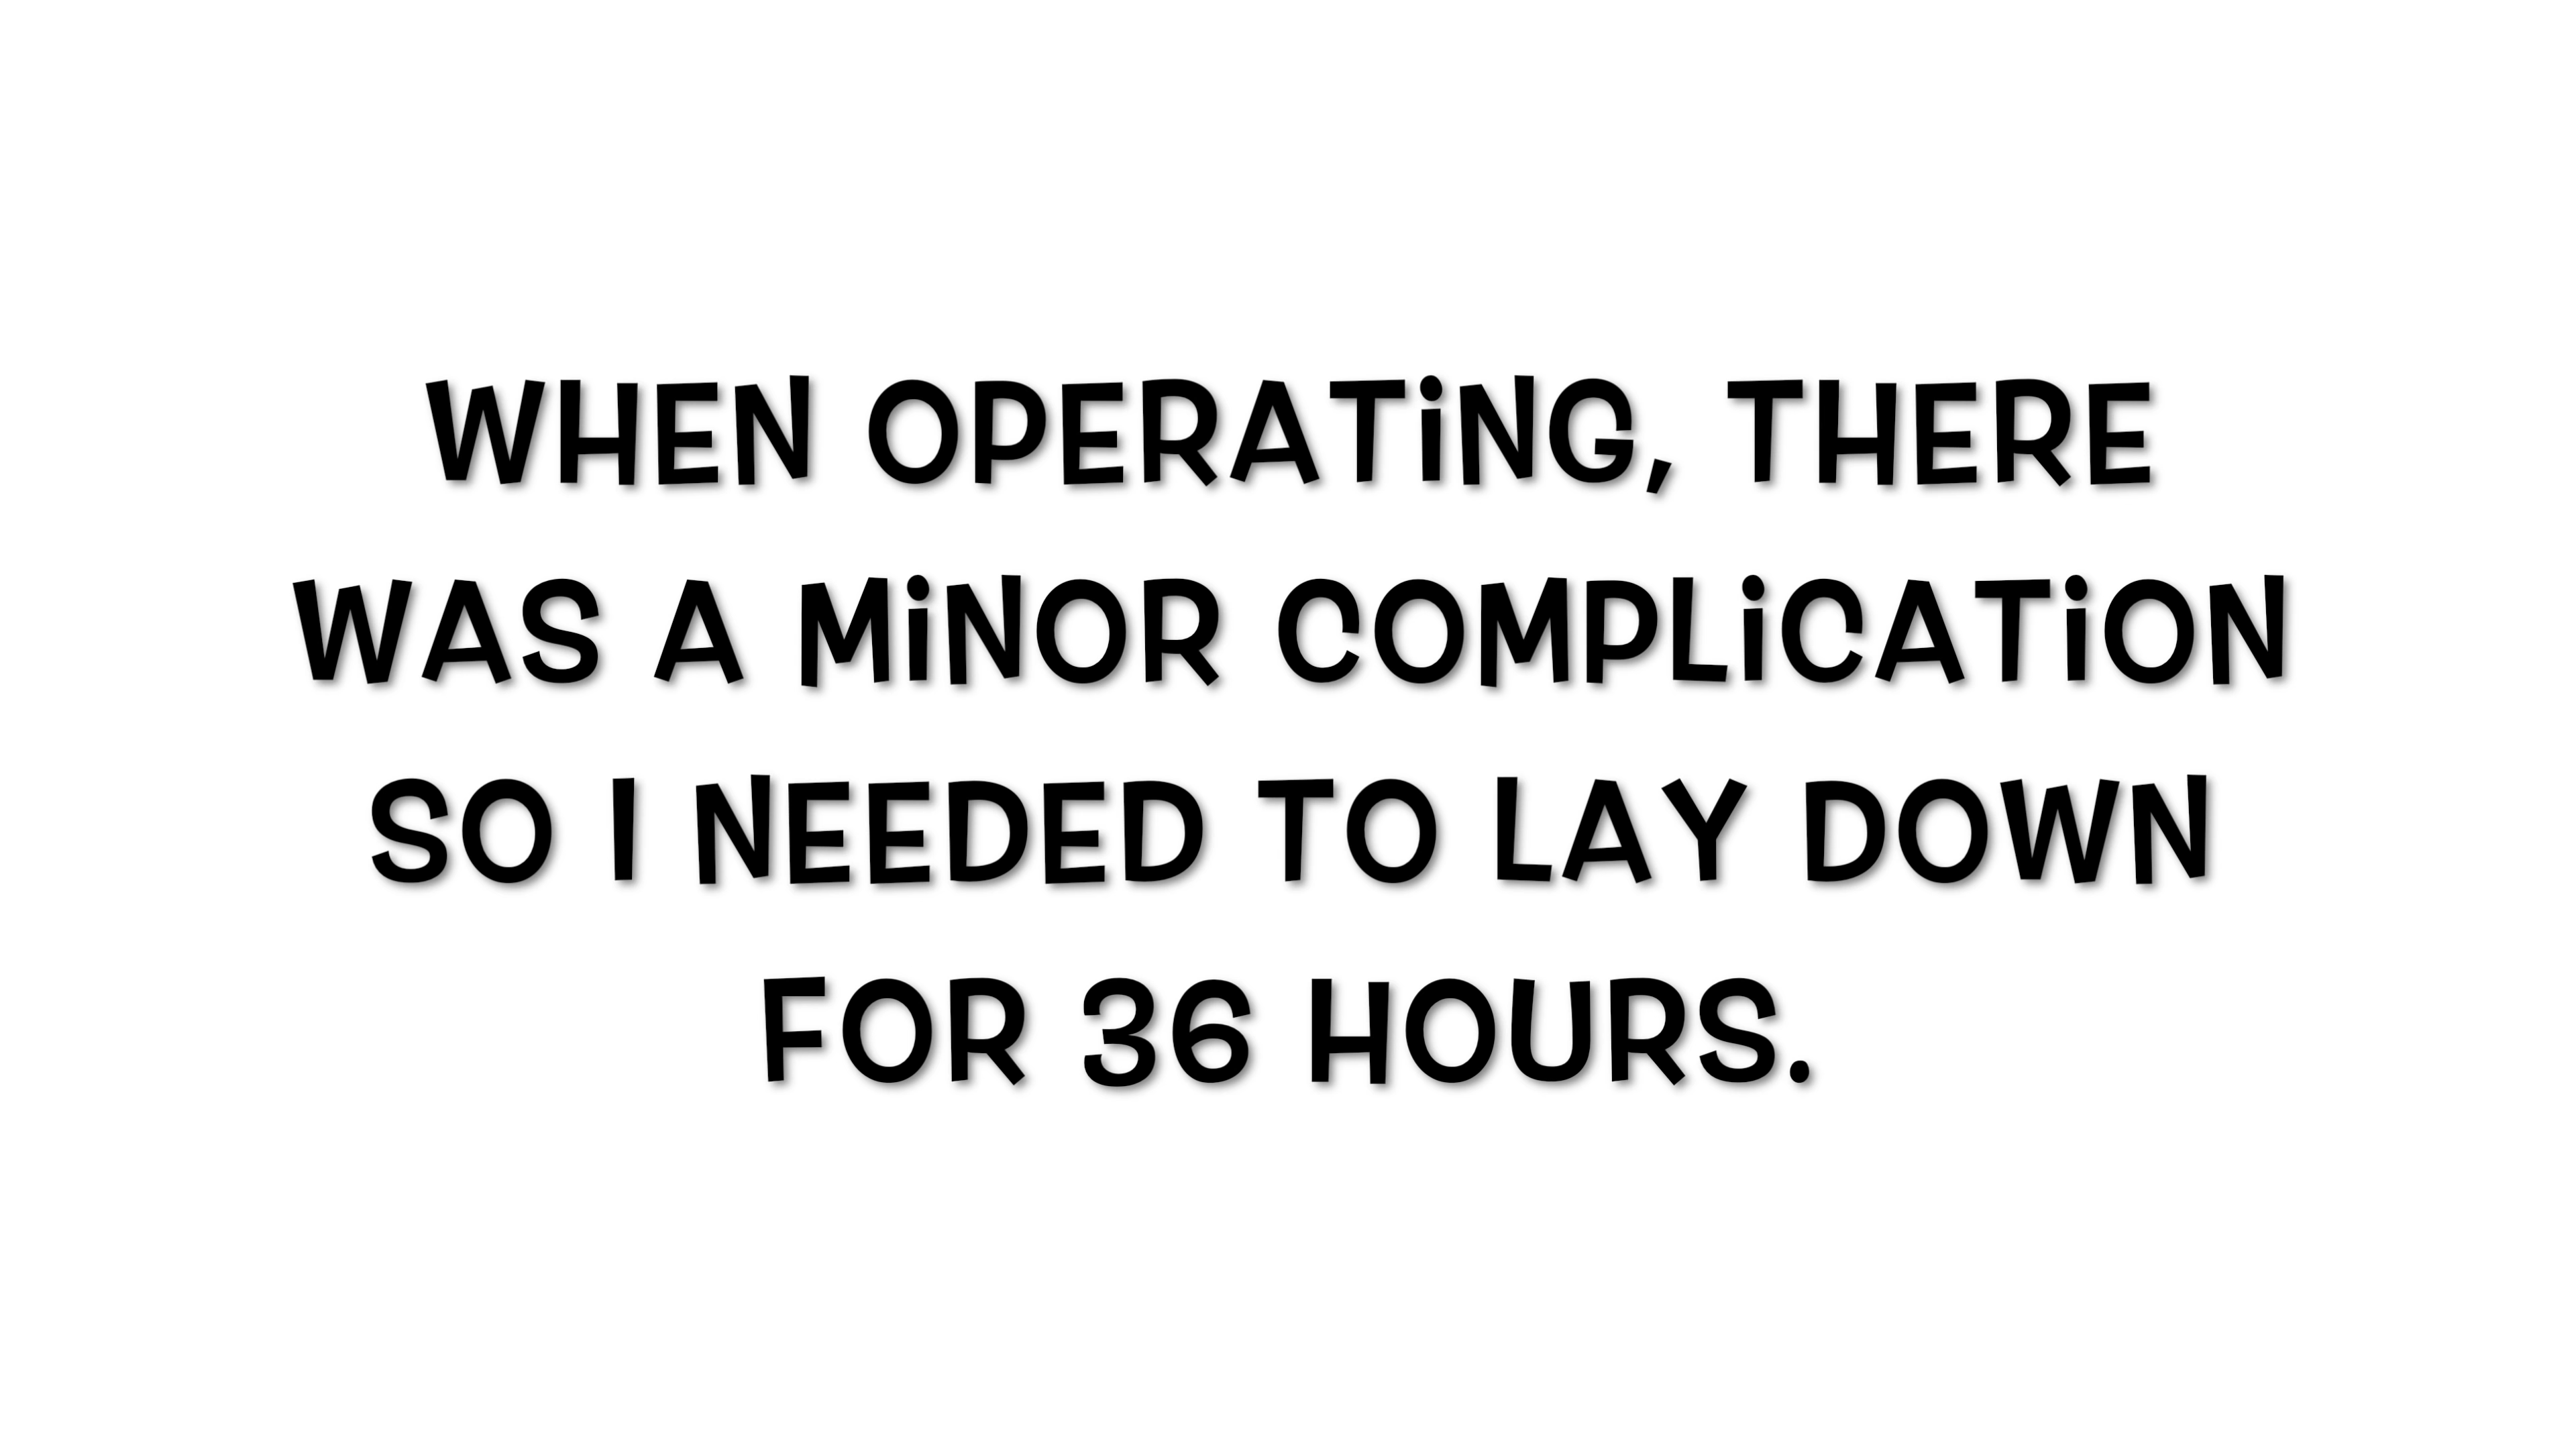 WHEN OPERATiNG, THERE
WAS A MiNOR COMPLiCATiON
SO I NEEDED TO LAY DOWN
FOR 36 HOURS.